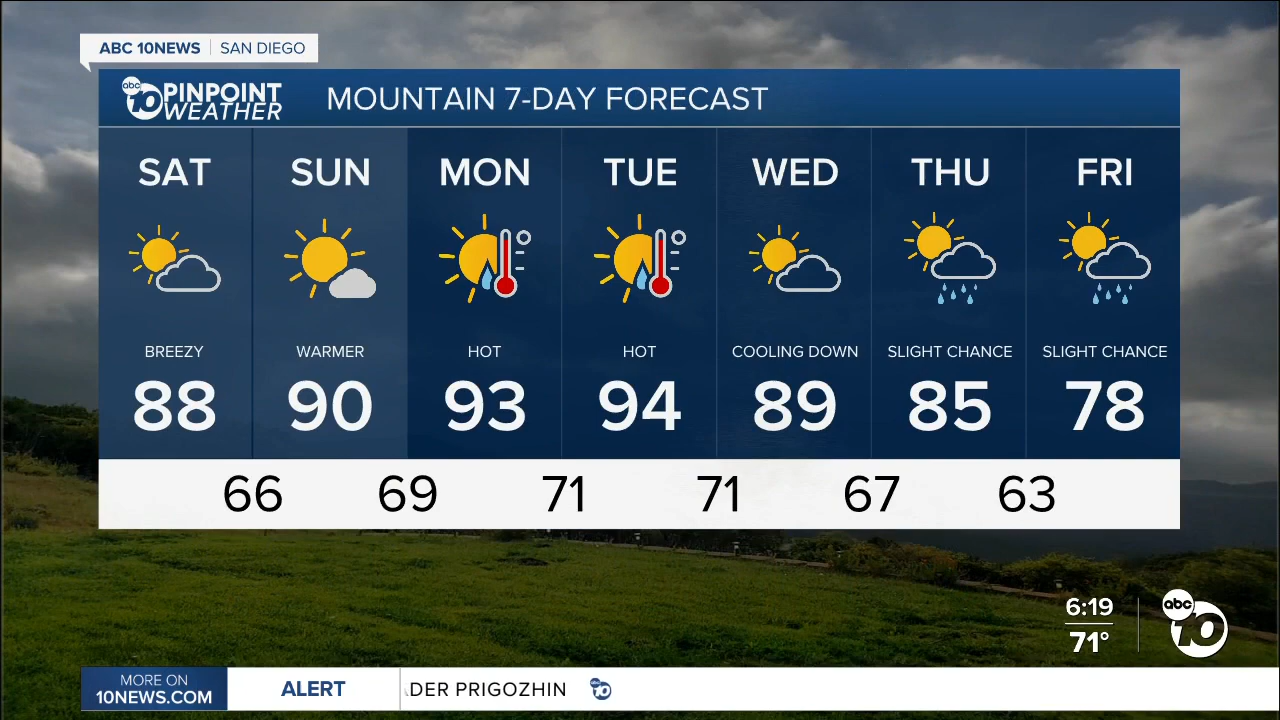 ABC 10NEWS | SAN DIEGO
abc 10 PINPOINT WEATHER
MOUNTAIN 7-DAY FORECAST
SAT SUN MON TUE WED THU FRI
BREEZY WARMER HOT HOT COOLING DOWN SLIGHT CHANCE SLIGHT CHANCE
88 90 93 94 89 85 78
66 69 71 71 67 63
6:19
71°
abc 10
MORE ON
10NEWS.COM
ALERT
DER PRIGOZHIN abc 10